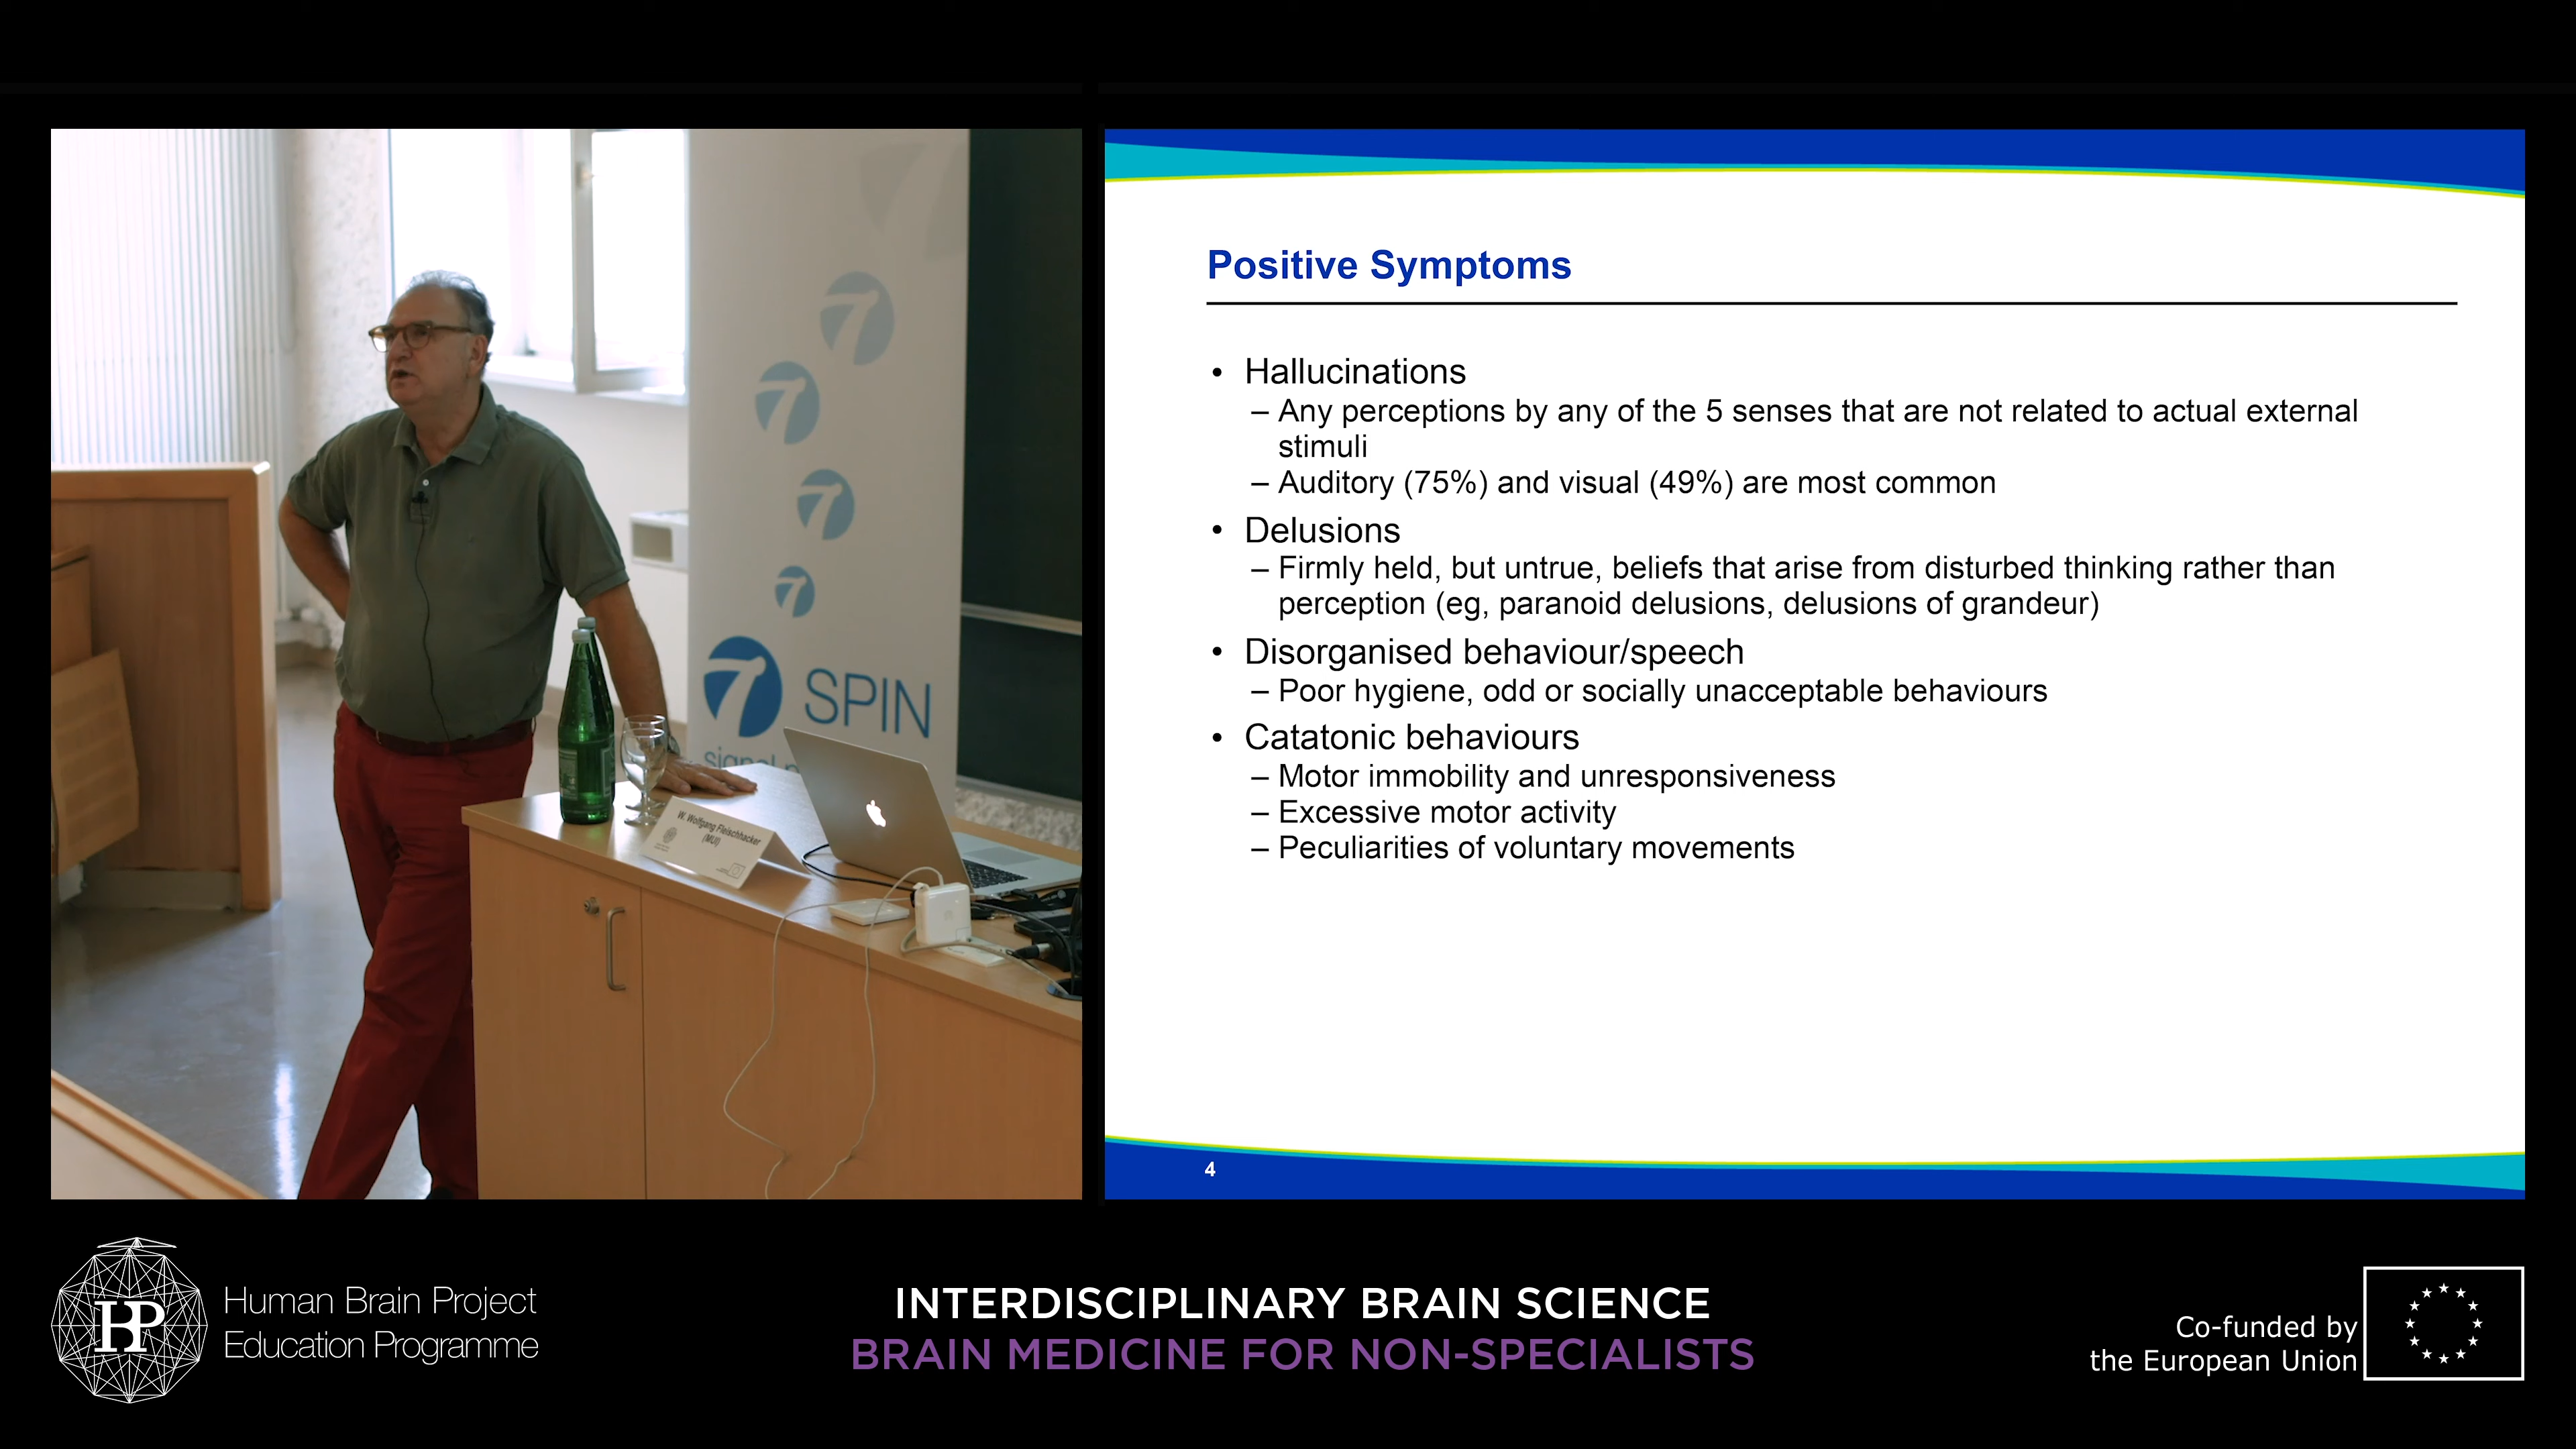 SPIN
W. Wolfgang Fleischhacker
(MUI)
Positive Symptoms
• Hallucinations
– Any perceptions by any of the 5 senses that are not related to actual external
stimuli
– Auditory (75%) and visual (49%) are most common
• Delusions
– Firmly held, but untrue, beliefs that arise from disturbed thinking rather than
perception (eg, paranoid delusions, delusions of grandeur)
• Disorganised behaviour/speech
– Poor hygiene, odd or socially unacceptable behaviours
• Catatonic behaviours
– Motor immobility and unresponsiveness
– Excessive motor activity
– Peculiarities of voluntary movements
4
HBP
Human Brain Project
Education Programme
INTERDISCIPLINARY BRAIN SCIENCE
BRAIN MEDICINE FOR NON-SPECIALISTS
Co-funded by
the European Union